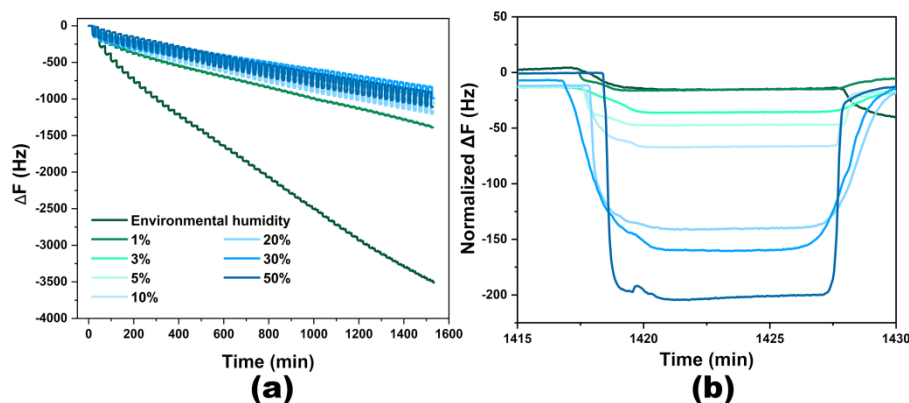 0
-500
-1000
-1500
-2000
-2500
-3000
-3500
-4000
ΔF (Hz)
Environmental humidity
1% 20%
3% 30%
5% 50%
10%
0 200 400 600 800 1000 1200 1400 1600
Time (min)
(a)
0
-50
-100
-150
-200
Normalized ΔF (Hz)
1415 1420 1425 1430
Time (min)
(b)